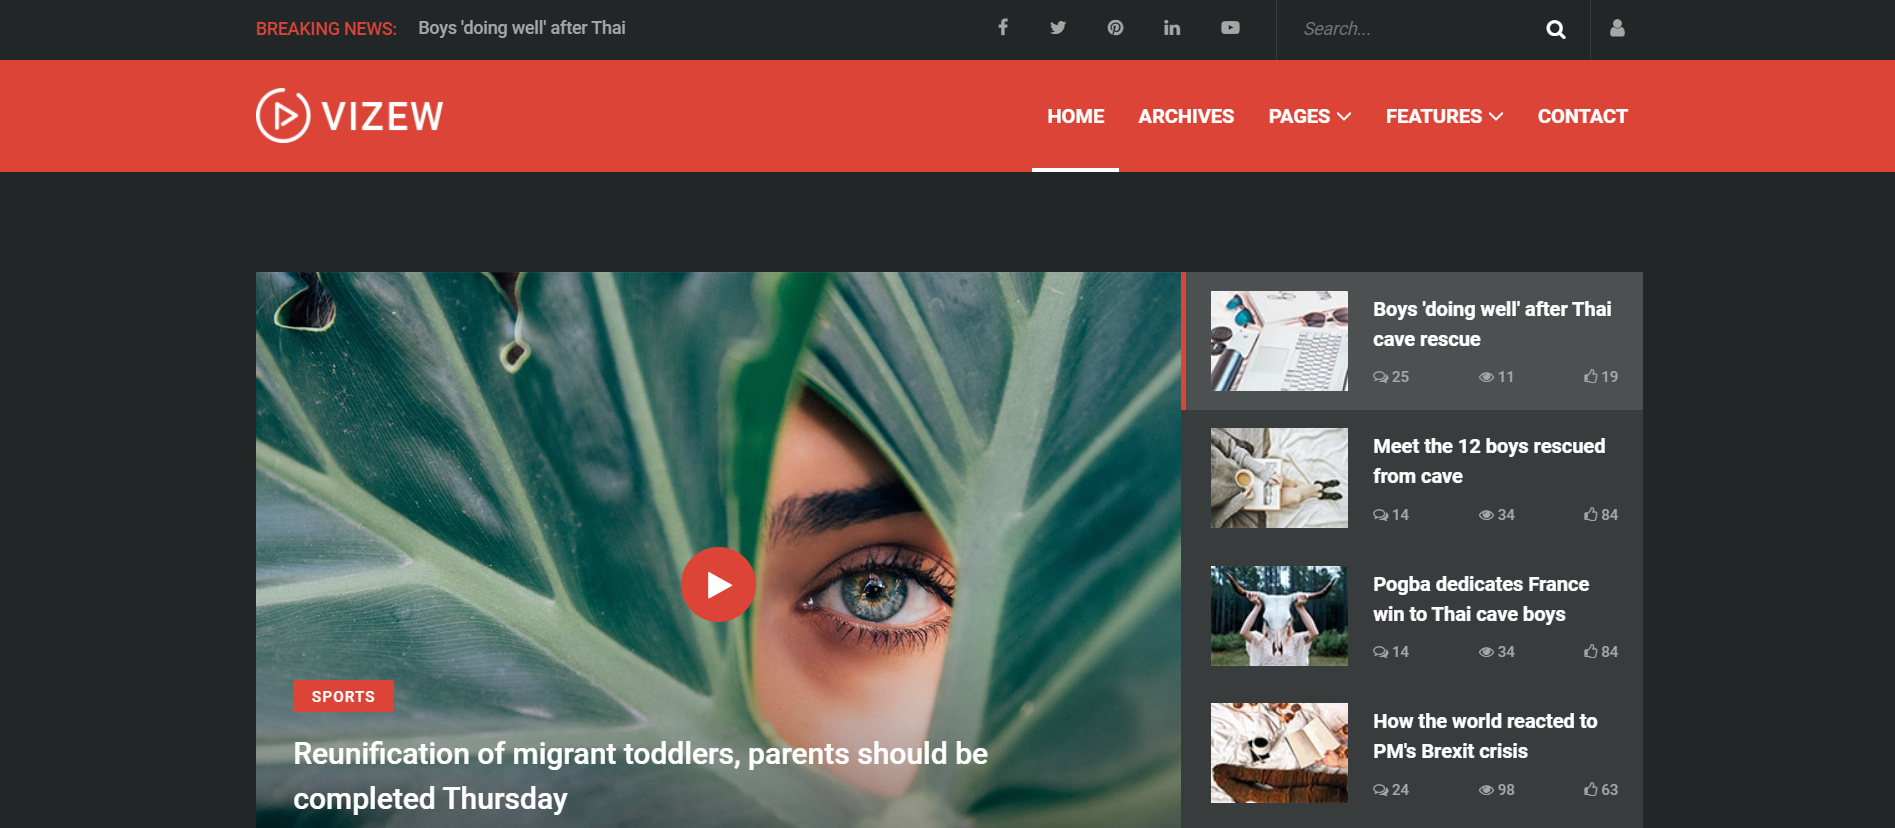 BREAKING NEWS: Boys 'doing well' after Thai
Search...
VIZEW
HOME ARCHIVES PAGES FEATURES CONTACT
SPORTS
Reunification of migrant toddlers, parents should be
completed Thursday
Boys 'doing well' after Thai
cave rescue
25 11 19
Meet the 12 boys rescued
from cave
14 34 84
Pogba dedicates France
win to Thai cave boys
14 34 84
How the world reacted to
PM's Brexit crisis
24 98 63